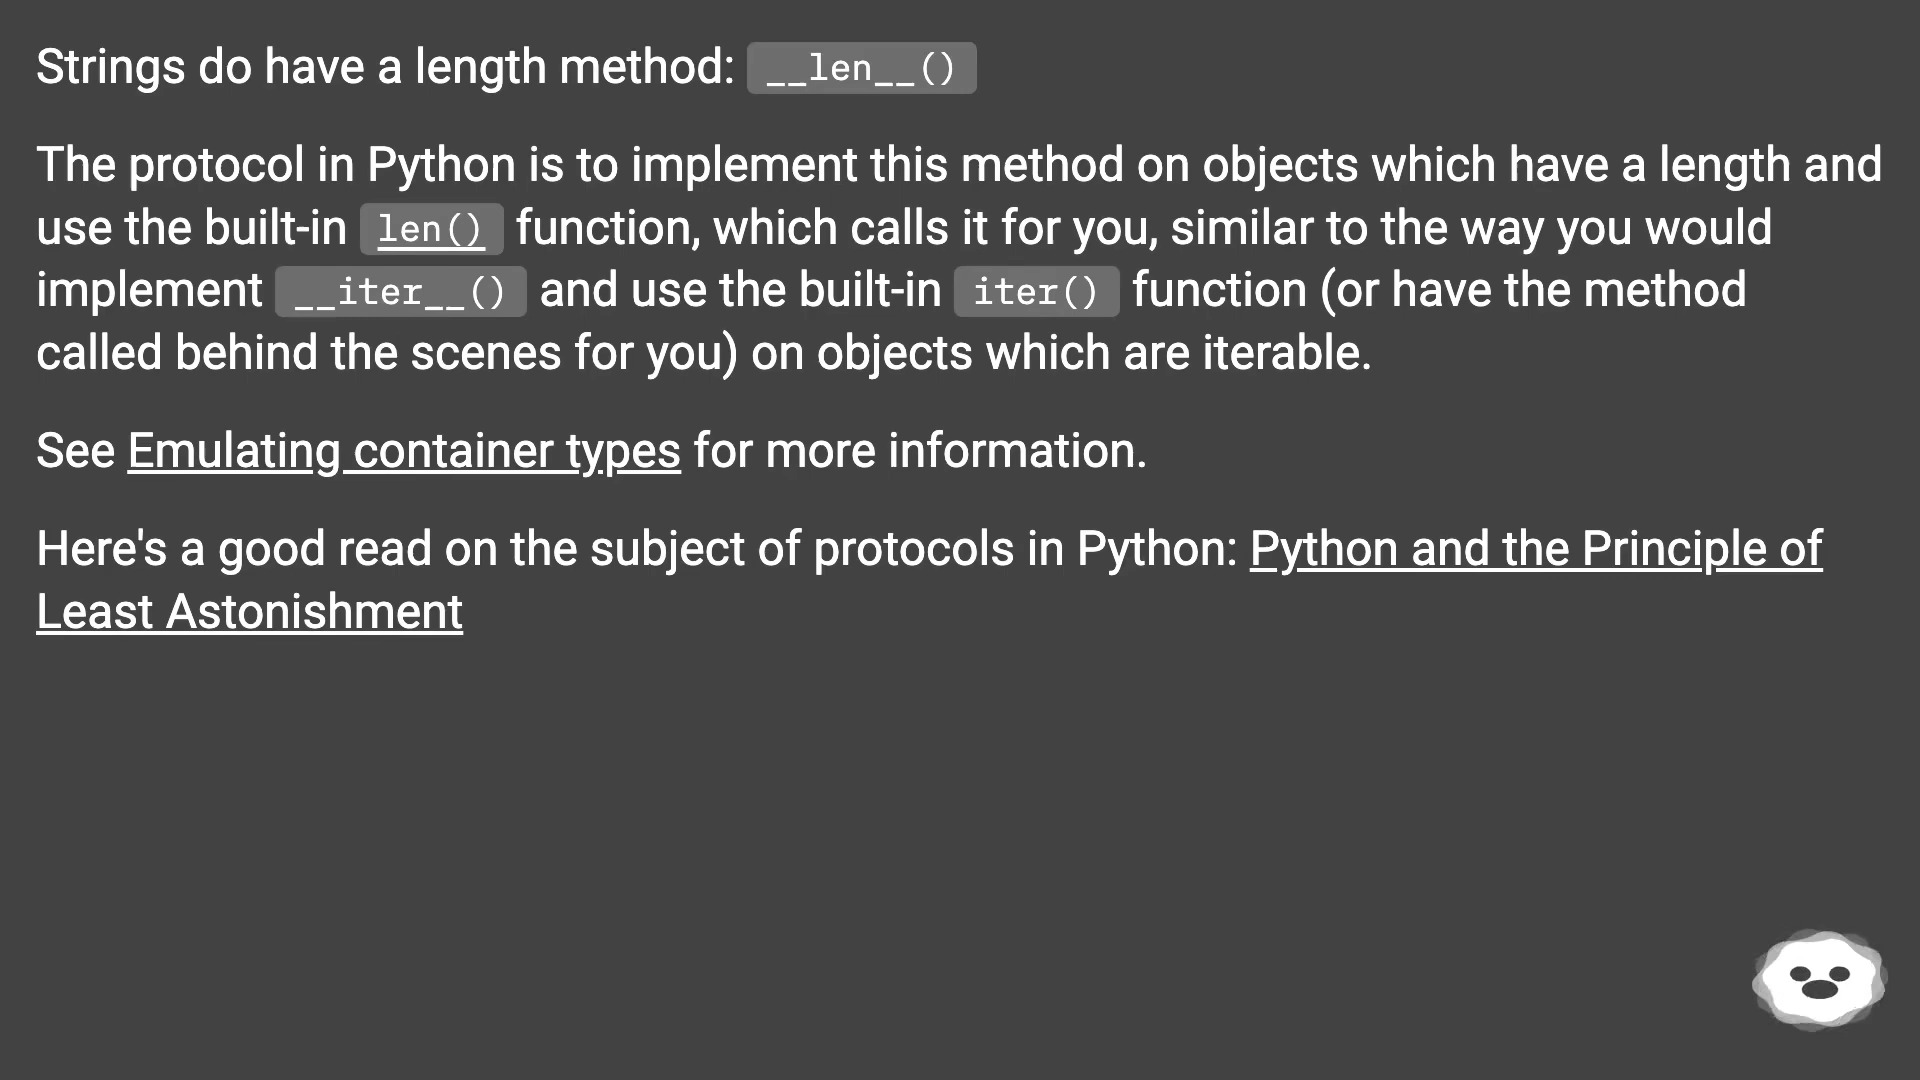 Strings do have a length method: __len__()
The protocol in Python is to implement this method on objects which have a length and
use the built-in len() function, which calls it for you, similar to the way you would
implement __iter__() and use the built-in iter() function (or have the method
called behind the scenes for you) on objects which are iterable.
See Emulating container types for more information.
Here's a good read on the subject of protocols in Python: Python and the Principle of
Least Astonishment